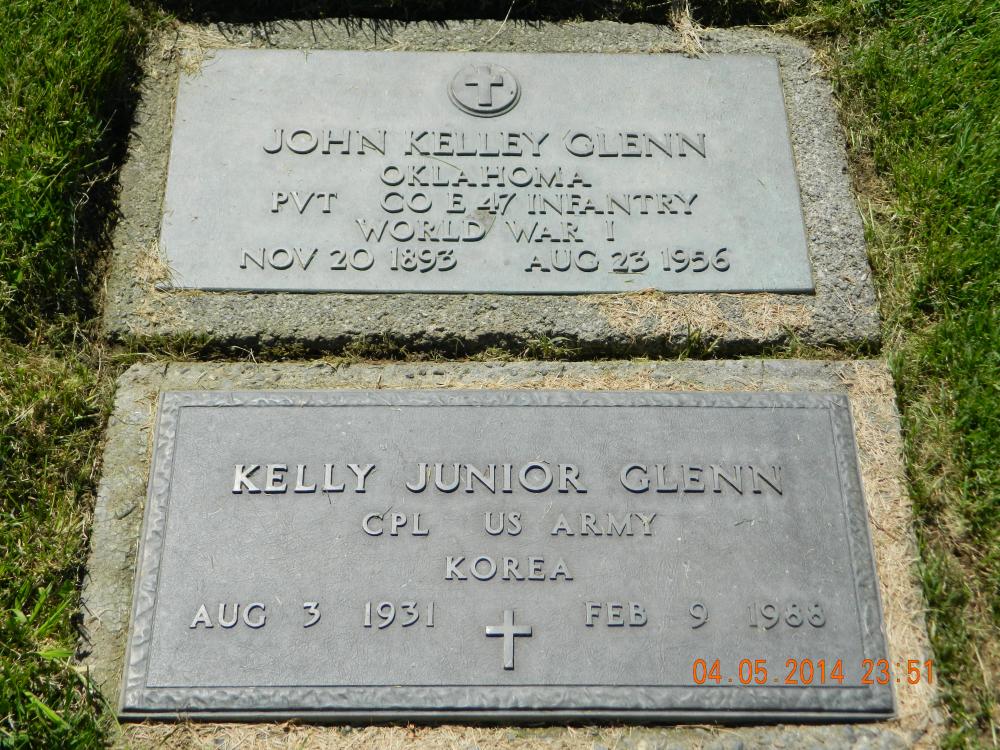 JOHN KELLEY GLENN
OKLAHOMA
PVT CO E 47 INFANTRY
WORLD WAR I
NOV 20 1893 AUG 23 1956
KELLY JUNIOR GLENN
CPL US ARMY
KOREA
AUG 3 1931 FEB 9 1988
04.05.2014 23:51